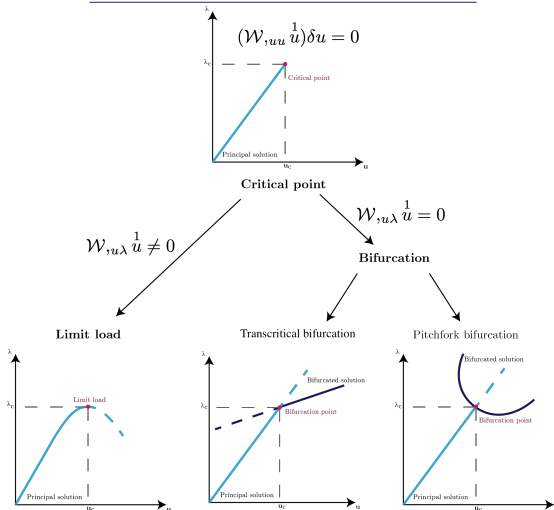 λ
(𝒲,ᵤᵤ u¹)δu = 0
λc
Critical point
Principal solution
uc
u
Critical point
𝒲,ᵤλ u¹ ≠ 0
𝒲,ᵤλ u¹ = 0
Bifurcation
Limit load
λ
Limit load
λc
Principal solution
uc
u
Transcritical bifurcation
λ
Bifurcated solution
λc
Bifurcation point
Principal solution
uc
u
Pitchfork bifurcation
λ
Bifurcated solution
λc
Bifurcation point
Principal solution
uc